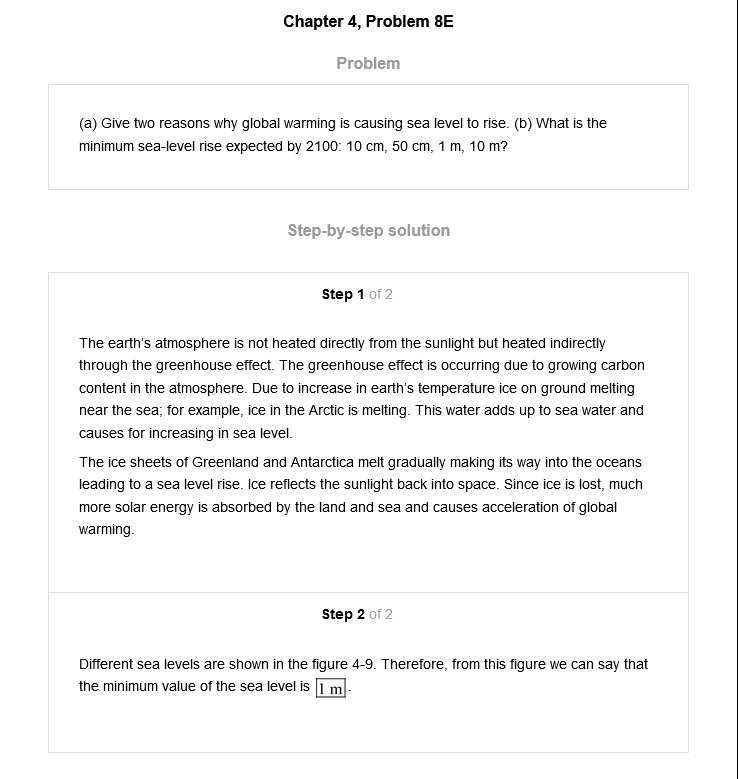 Chapter 4, Problem 8E
Problem
(a) Give two reasons why global warming is causing sea level to rise. (b) What is the
minimum sea-level rise expected by 2100: 10 cm, 50 cm, 1 m, 10 m?
Step-by-step solution
Step 1 of 2
The earth's atmosphere is not heated directly from the sunlight but heated indirectly
through the greenhouse effect. The greenhouse effect is occurring due to growing carbon
content in the atmosphere. Due to increase in earth's temperature ice on ground melting
near the sea; for example, ice in the Arctic is melting. This water adds up to sea water and
causes for increasing in sea level.
The ice sheets of Greenland and Antarctica melt gradually making its way into the oceans
leading to a sea level rise. Ice reflects the sunlight back into space. Since ice is lost, much
more solar energy is absorbed by the land and sea and causes acceleration of global
warming.
Step 2 of 2
Different sea levels are shown in the figure 4-9. Therefore, from this figure we can say that
the minimum value of the sea level is 1 m.